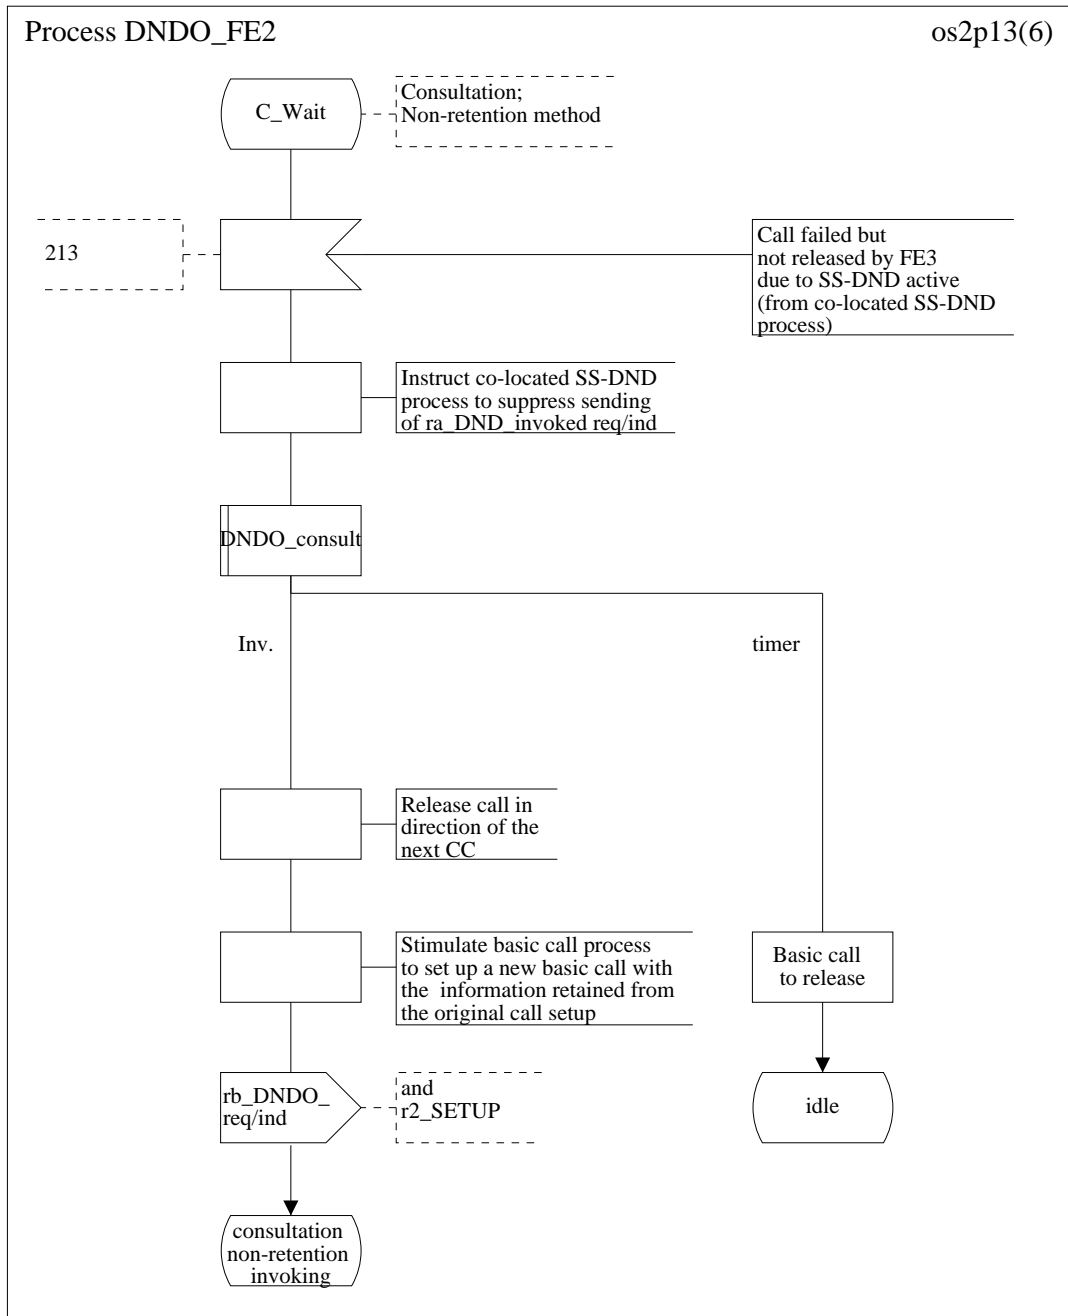 Process DNDO_FE2
os2p13(6)
C_Wait
Consultation;
Non-retention method
213
Call failed but
not released by FE3
due to SS-DND active
(from co-located SS-DND
process)
Instruct co-located SS-DND
process to suppress sending
of ra_DND_invoked req/ind
DNDO_consult
Inv.
timer
Release call in
direction of the
next CC
Stimulate basic call process
to set up a new basic call with
the information retained from
the original call setup
Basic call
to release
rb_DNDO_
req/ind
and
r2_SETUP
idle
consultation
non-retention
invoking